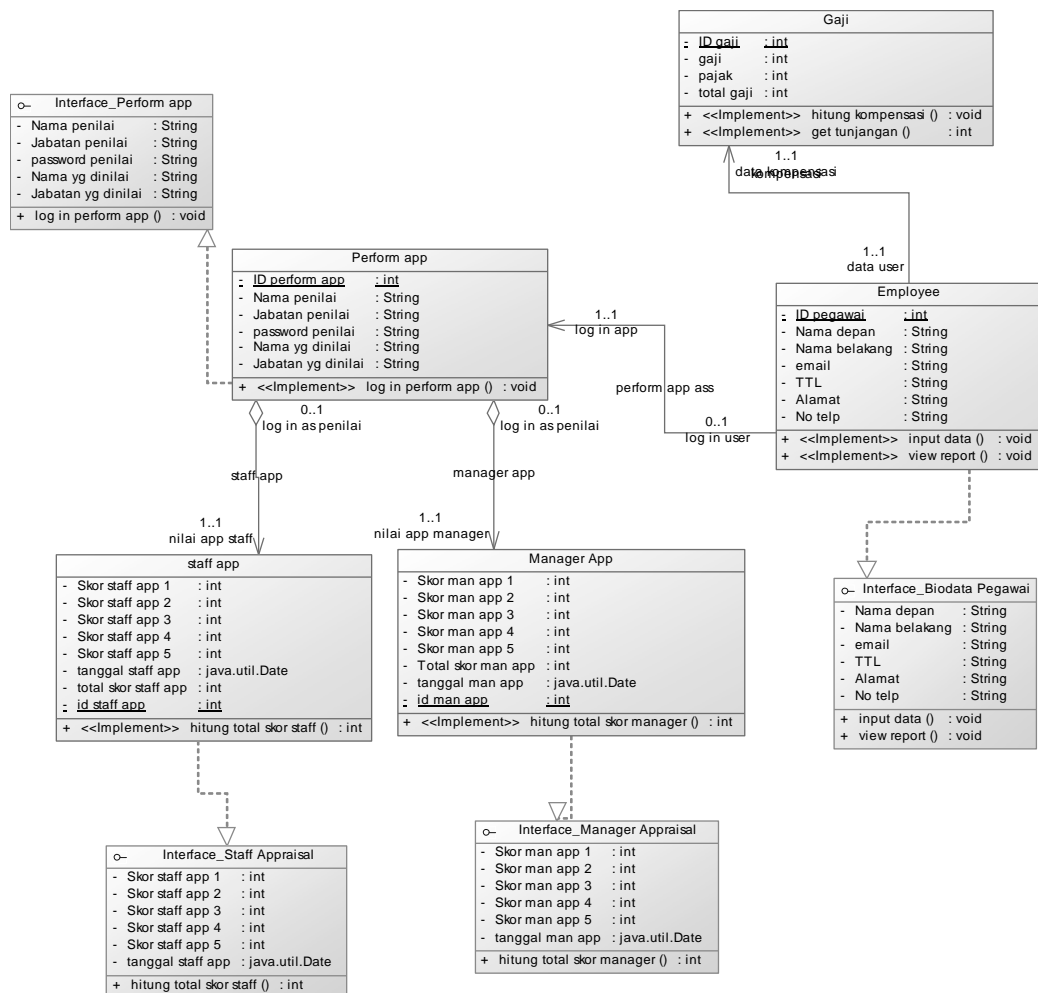 Gaji
- ID gaji : int
- gaji : int
- pajak : int
- total gaji : int
+ <<Implement>> hitung kompensasi () : void
+ <<Implement>> get tunjangan () : int
Interface_Perform app
- Nama penilai : String
- Jabatan penilai : String
- password penilai : String
- Nama yg dinilai : String
- Jabatan yg dinilai : String
+ log in perform app () : void
1..1
data kompensasi
kompensasi
1..1
data user
Perform app
- ID perform app : int
- Nama penilai : String
- Jabatan penilai : String
- password penilai : String
- Nama yg dinilai : String
- Jabatan yg dinilai : String
+ <<Implement>> log in perform app () : void
Employee
- ID pegawai : int
- Nama depan : String
- Nama belakang : String
- email : String
- TTL : String
- Alamat : String
- No telp : String
+ <<Implement>> input data () : void
+ <<Implement>> view report () : void
1..1
log in app
perform app ass
0..1
log in user
0..1
log in as penilai
0..1
log in as penilai
staff app
manager app
1..1
nilai app staff
1..1
nilai app manager
staff app
- Skor staff app 1 : int
- Skor staff app 2 : int
- Skor staff app 3 : int
- Skor staff app 4 : int
- Skor staff app 5 : int
- tanggal staff app : java.util.Date
- total skor staff app : int
- id staff app : int
+ <<Implement>> hitung total skor staff () : int
Manager App
- Skor man app 1 : int
- Skor man app 2 : int
- Skor man app 3 : int
- Skor man app 4 : int
- Skor man app 5 : int
- Total skor man app : int
- tanggal man app : java.util.Date
- id man app : int
+ <<Implement>> hitung total skor manager () : int
Interface_Biodata Pegawai
- Nama depan : String
- Nama belakang : String
- email : String
- TTL : String
- Alamat : String
- No telp : String
+ input data () : void
+ view report () : void
Interface_Staff Appraisal
- Skor staff app 1 : int
- Skor staff app 2 : int
- Skor staff app 3 : int
- Skor staff app 4 : int
- Skor staff app 5 : int
- tanggal staff app : java.util.Date
+ hitung total skor staff () : int
Interface_Manager Appraisal
- Skor man app 1 : int
- Skor man app 2 : int
- Skor man app 3 : int
- Skor man app 4 : int
- Skor man app 5 : int
- tanggal man app : java.util.Date
+ hitung total skor manager () : int